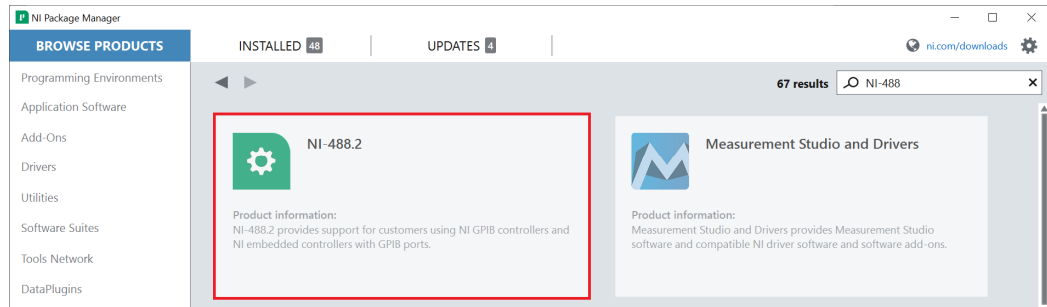 NI Package Manager
BROWSE PRODUCTS
INSTALLED 48
UPDATES 4
ni.com/downloads
Programming Environments
Application Software
Add-Ons
Drivers
Utilities
Software Suites
Tools Network
DataPlugins
67 results
NI-488
NI-488.2
Product information:
NI-488.2 provides support for customers using NI GPIB controllers and
NI embedded controllers with GPIB ports.
Measurement Studio and Drivers
Product information:
Measurement Studio and Drivers provides Measurement Studio
software and compatible NI driver software and software add-ons.